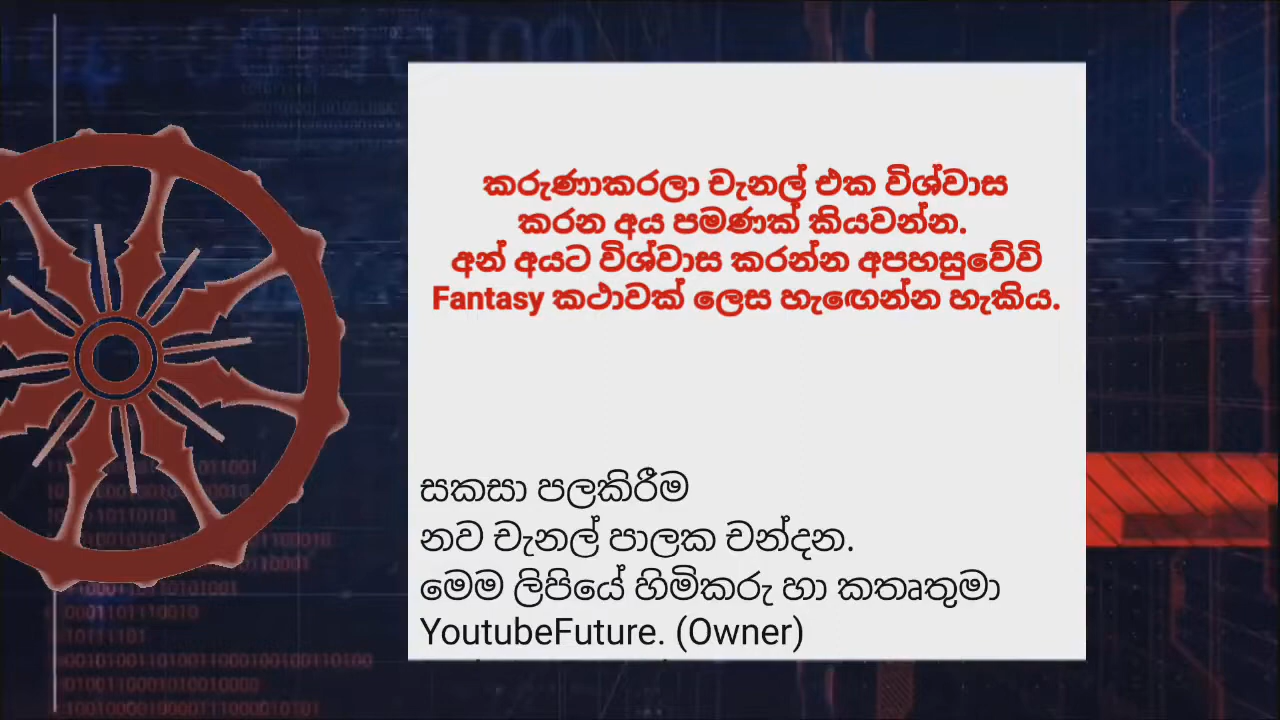 කරුණාකරලා චැනල් එක විශ්වාස
කරන අය පමණක් කියවන්න.
අන් අයට විශ්වාස කරන්න අපහසුවේවි
Fantasy කථාවක් ලෙස හැඟෙන්න හැකිය.
සකසා පලකිරීම
නව චැනල් පාලක චන්දන.
මෙම ලිපියේ හිමිකරු හා කතෘතුමා
YoutubeFuture. (Owner)